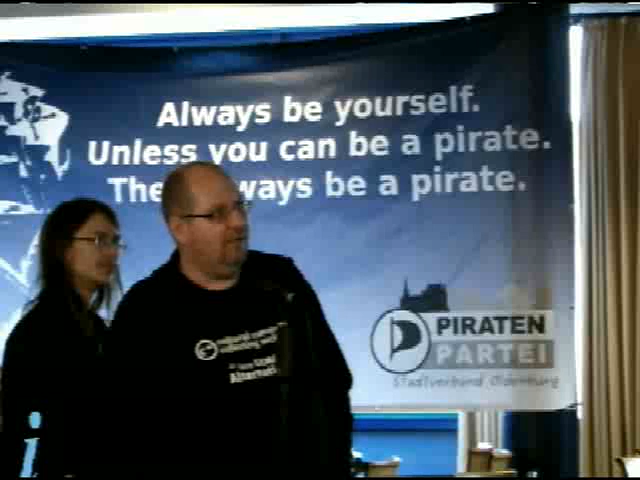 Always be yourself.
Unless you can be a pirate.
The ways be a pirate.
PIRATEN
PARTEI
Stadtverband Oldenburg